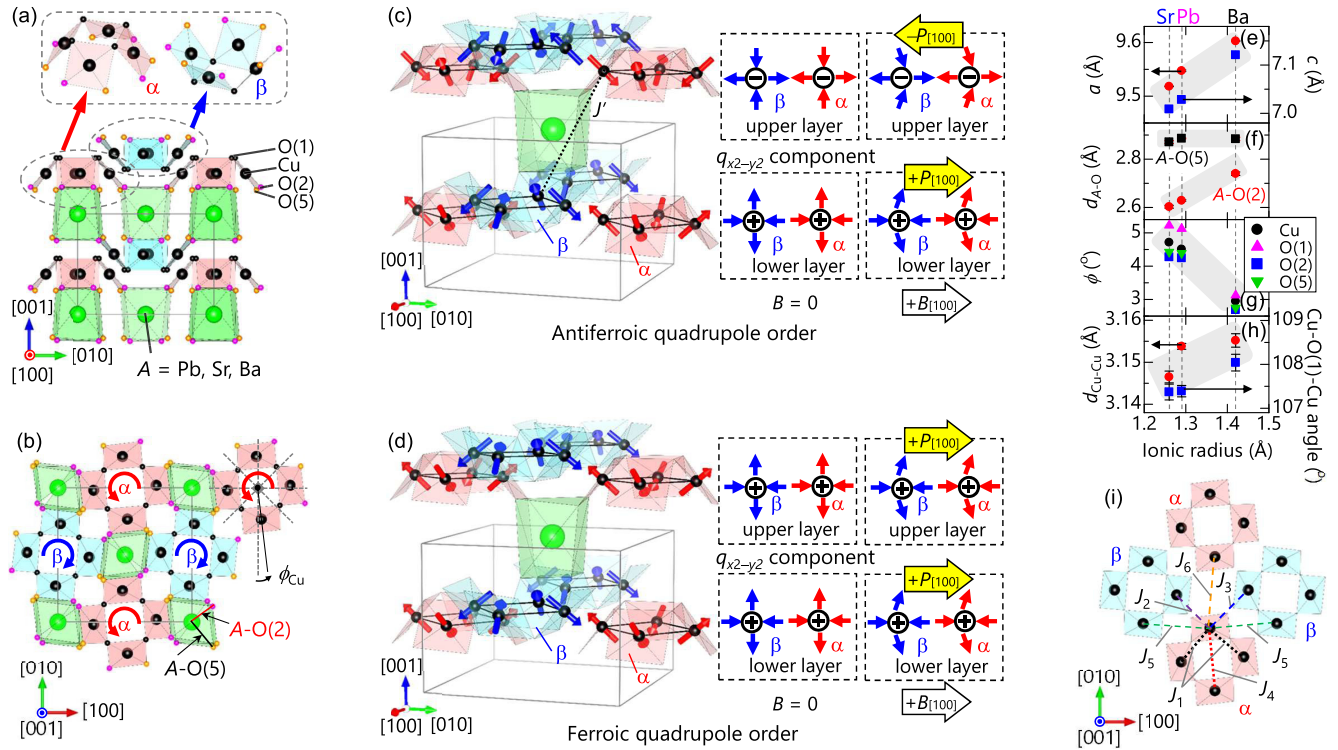 (a)
α
β
O(1)
Cu
O(2)
O(5)
[001]
[010]
[100]
A = Pb, Sr, Ba
(b)
α
β
β
α
ϕCu
A-O(2)
A-O(5)
[010]
[001]
[100]
(c)
J′
β
α
[001]
[100]
[010]
Antiferroic quadrupole order
–P[100]
β
α
upper layer
β
α
upper layer
qx2–y2 component
+P[100]
β
α
lower layer
β
α
lower layer
B = 0
+B[100]
(d)
β
α
[001]
[100]
[010]
Ferroic quadrupole order
+P[100]
β
α
upper layer
β
α
upper layer
qx2–y2 component
+P[100]
β
α
lower layer
β
α
lower layer
B = 0
+B[100]
Sr
Pb
Ba
(e)
9.6
9.5
a (Å)
7.1
7.0
c (Å)
(f)
2.8
2.6
dA-O (Å)
A-O(5)
A-O(2)
Cu
O(1)
O(2)
O(5)
5
4
3
ϕ (°)
(g)
(h)
3.16
3.15
3.14
dCu-Cu (Å)
109
108
107
Cu-O(1)-Cu angle (°)
1.2
1.3
1.4
1.5
Ionic radius (Å)
(i)
α
β
J6
J3
J2
β
J5
J5
J1
J4
α
[010]
[001]
[100]